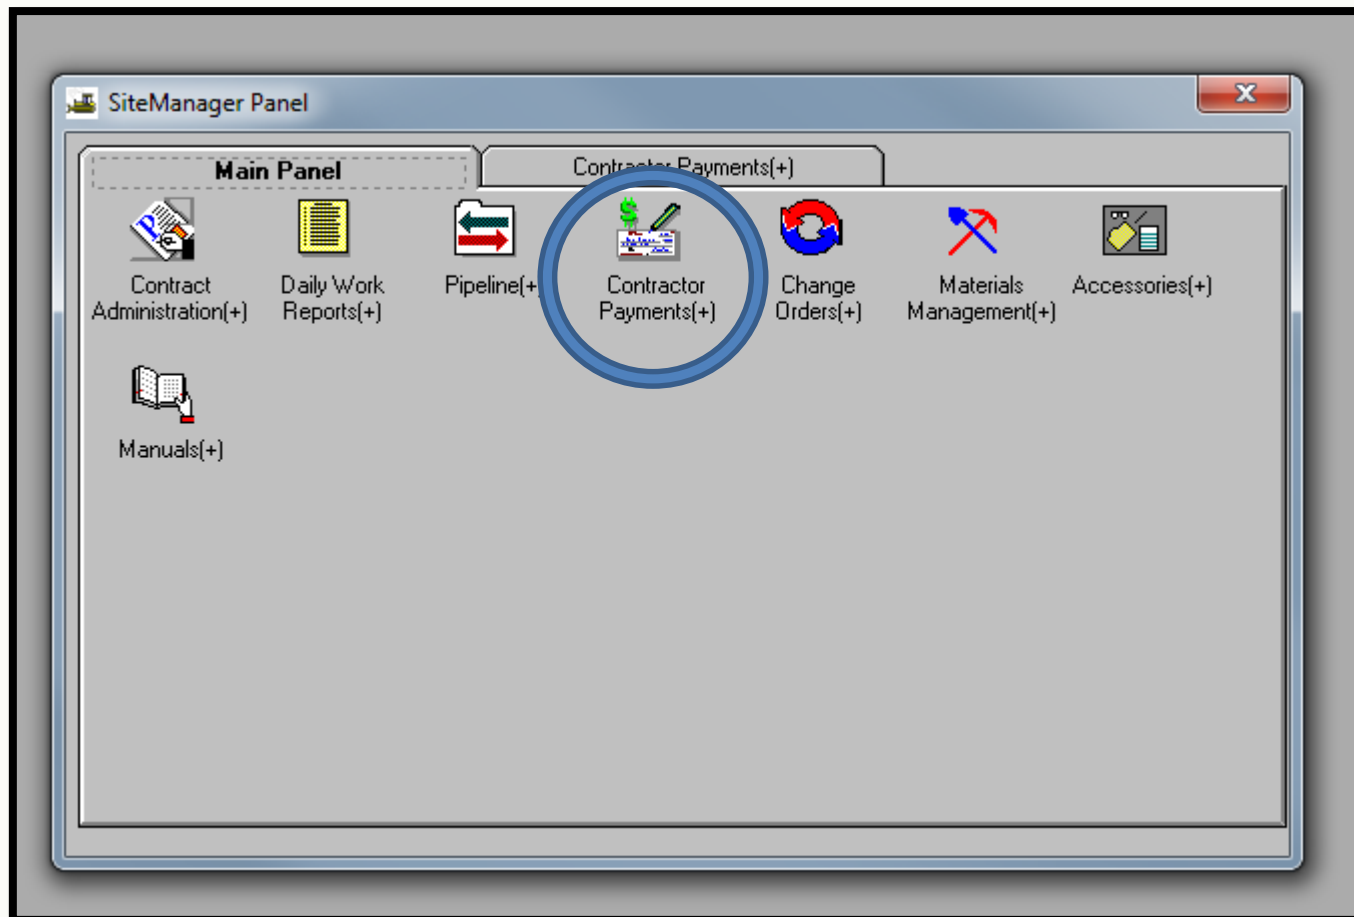 SiteManager Panel
Main Panel
Contractor Payments(+)
Contract
Administration(+)
Daily Work
Reports(+)
Pipeline(+)
Contractor
Payments(+)
Change
Orders(+)
Materials
Management(+)
Accessories(+)
Manuals(+)